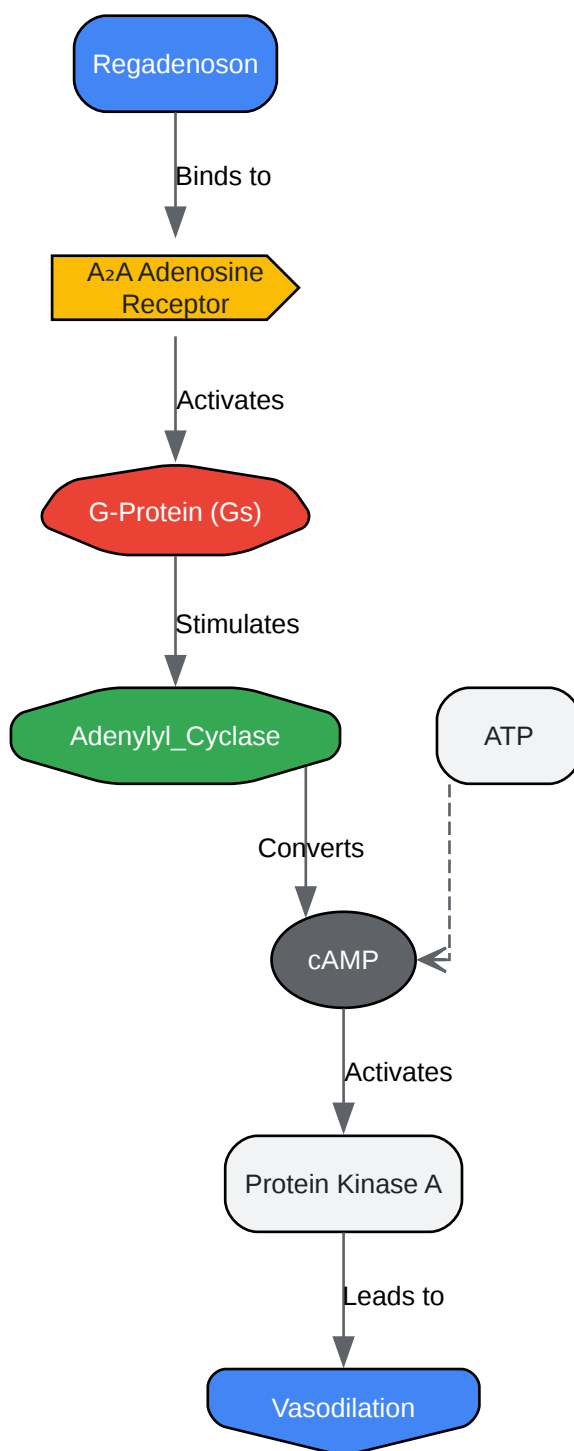 Regadenoson
Binds to
A₂A Adenosine
Receptor
Activates
G-Protein (Gs)
Stimulates
Adenylyl_Cyclase
ATP
Converts
cAMP
Activates
Protein Kinase A
Leads to
Vasodilation